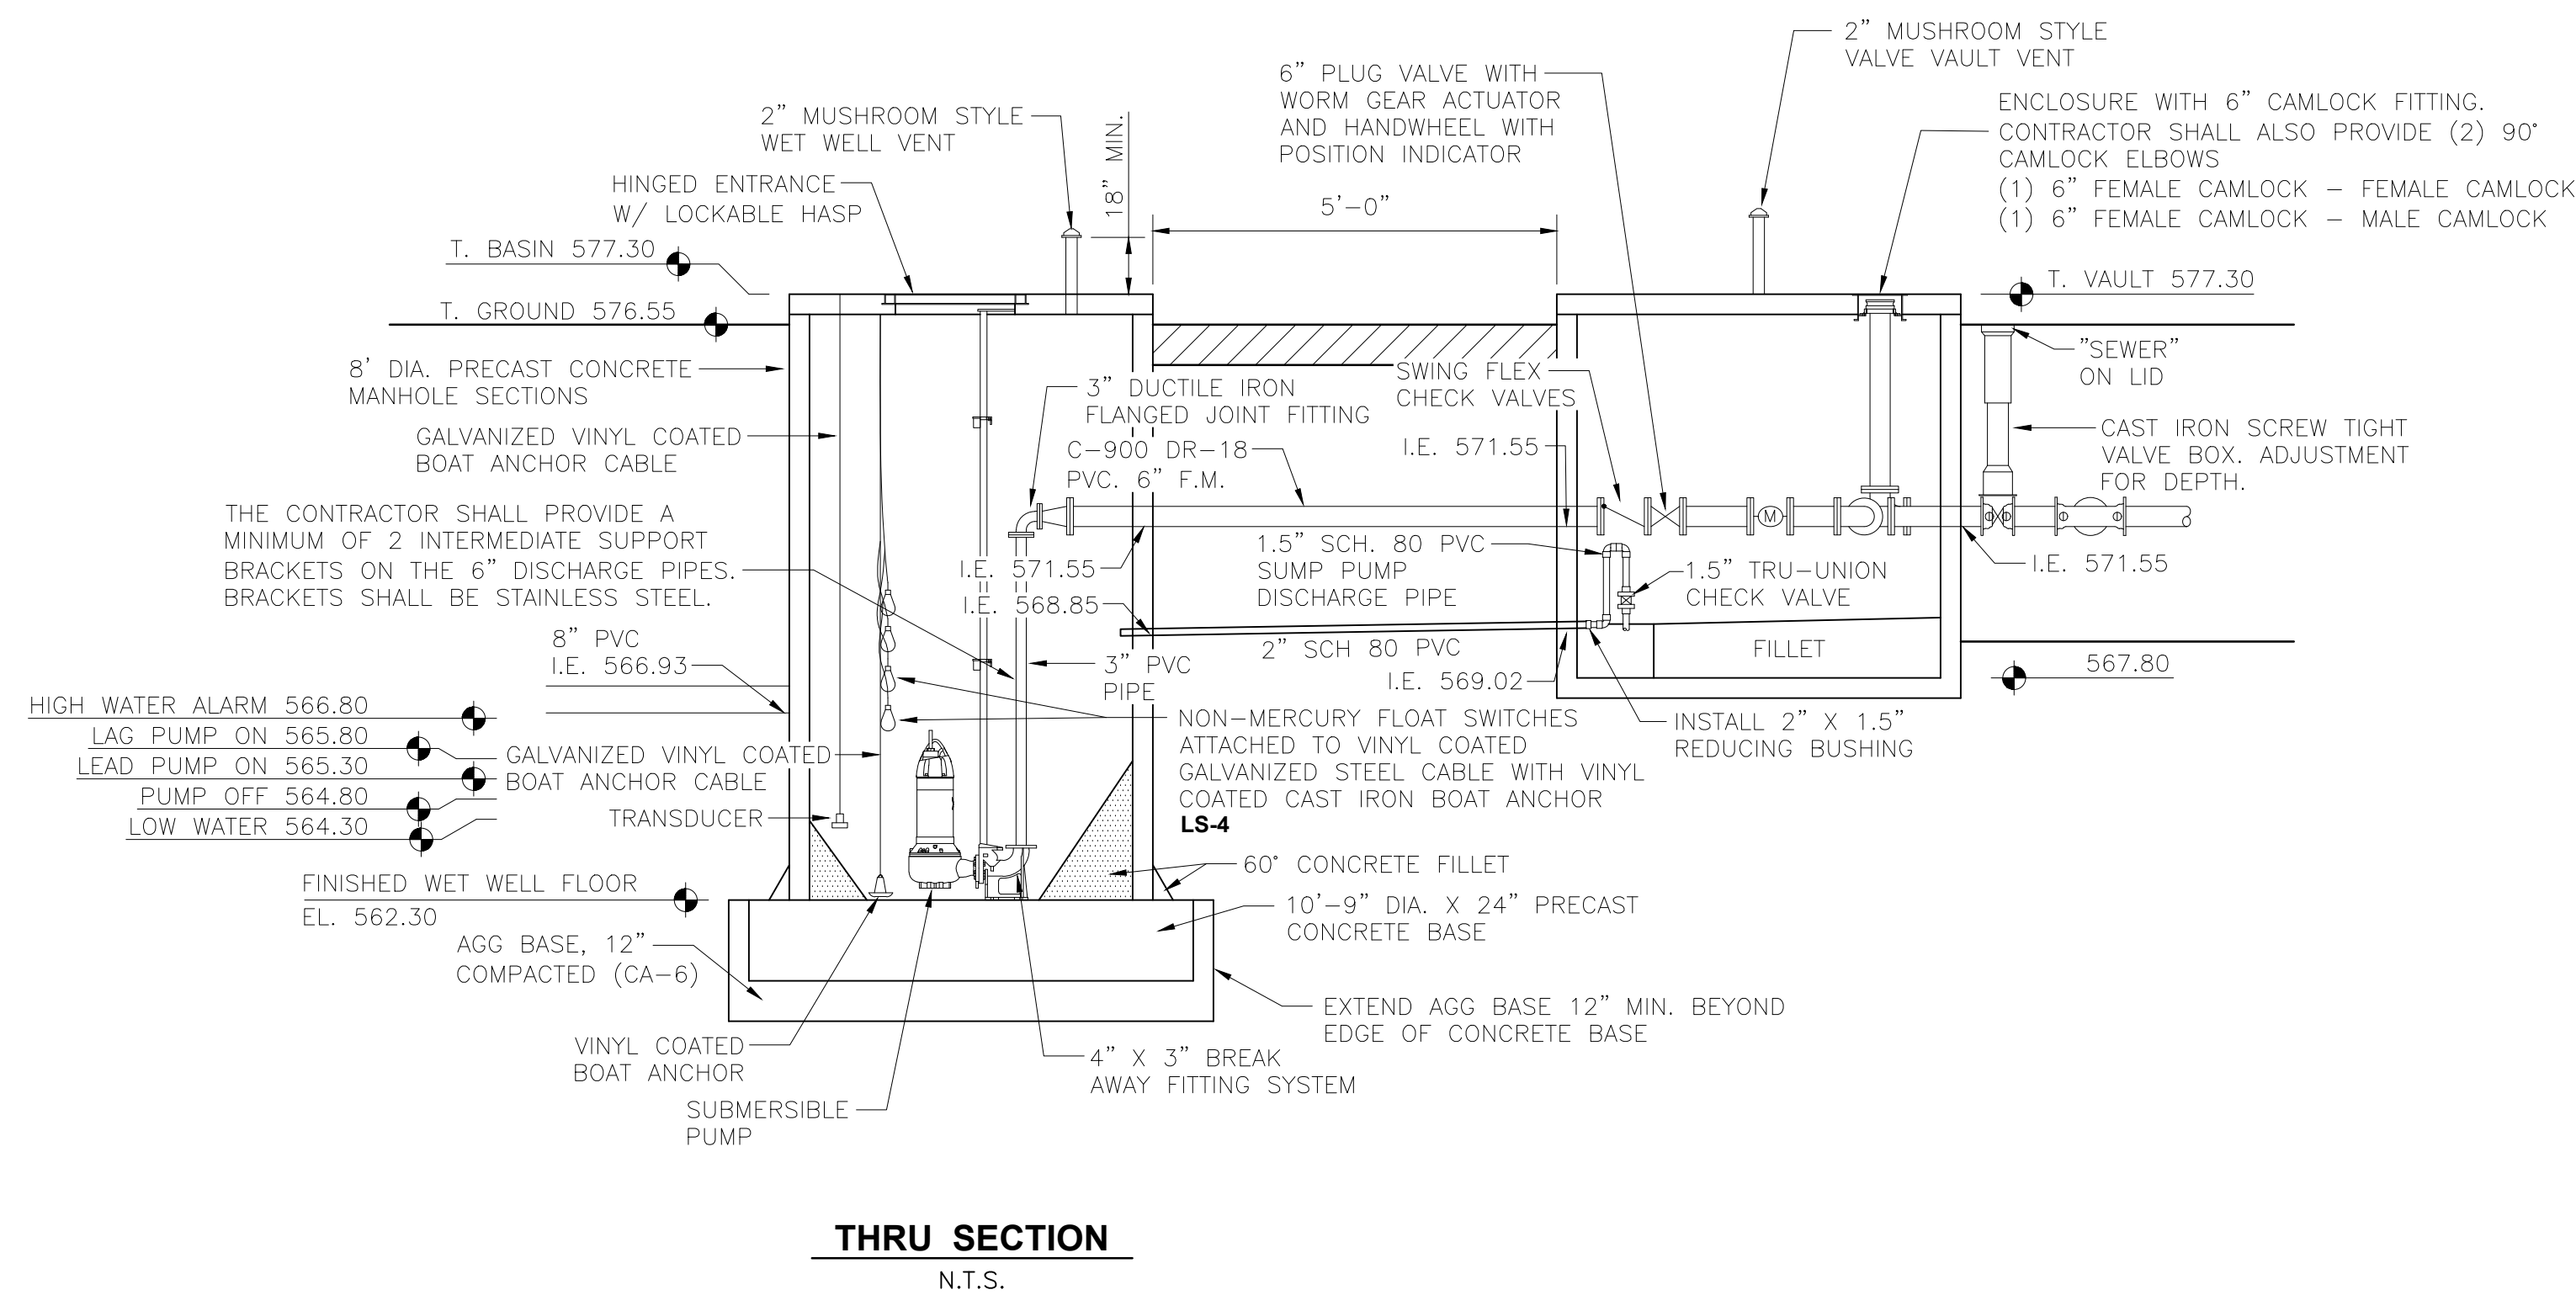 2" MUSHROOM STYLE
VALVE VAULT VENT
6" PLUG VALVE WITH
WORM GEAR ACTUATOR
AND HANDWHEEL WITH
POSITION INDICATOR
ENCLOSURE WITH 6" CAMLOCK FITTING.
CONTRACTOR SHALL ALSO PROVIDE (2) 90°
CAMLOCK ELBOWS
(1) 6" FEMALE CAMLOCK – FEMALE CAMLOCK
(1) 6" FEMALE CAMLOCK – MALE CAMLOCK
2" MUSHROOM STYLE
WET WELL VENT
18" MIN.
HINGED ENTRANCE
W/ LOCKABLE HASP
5'–0"
T. BASIN 577.30
T. VAULT 577.30
T. GROUND 576.55
"SEWER"
ON LID
8' DIA. PRECAST CONCRETE
MANHOLE SECTIONS
3" DUCTILE IRON
FLANGED JOINT FITTING
SWING FLEX
CHECK VALVES
GALVANIZED VINYL COATED
BOAT ANCHOR CABLE
C–900 DR–18
PVC. 6" F.M.
I.E. 571.55
CAST IRON SCREW TIGHT
VALVE BOX. ADJUSTMENT
FOR DEPTH.
THE CONTRACTOR SHALL PROVIDE A
MINIMUM OF 2 INTERMEDIATE SUPPORT
BRACKETS ON THE 6" DISCHARGE PIPES.
BRACKETS SHALL BE STAINLESS STEEL.
M
I.E. 571.55
I.E. 568.85
1.5" SCH. 80 PVC
SUMP PUMP
DISCHARGE PIPE
1.5" TRU–UNION
CHECK VALVE
I.E. 571.55
8" PVC
I.E. 566.93
3" PVC
PIPE
2" SCH 80 PVC
I.E. 569.02
FILLET
567.80
HIGH WATER ALARM 566.80
LAG PUMP ON 565.80
LEAD PUMP ON 565.30
PUMP OFF 564.80
LOW WATER 564.30
GALVANIZED VINYL COATED
BOAT ANCHOR CABLE
TRANSDUCER
NON–MERCURY FLOAT SWITCHES
ATTACHED TO VINYL COATED
GALVANIZED STEEL CABLE WITH VINYL
COATED CAST IRON BOAT ANCHOR
LS-4
INSTALL 2" X 1.5"
REDUCING BUSHING
60° CONCRETE FILLET
FINISHED WET WELL FLOOR
EL. 562.30
10'–9" DIA. X 24" PRECAST
CONCRETE BASE
AGG BASE, 12"
COMPACTED (CA–6)
EXTEND AGG BASE 12" MIN. BEYOND
EDGE OF CONCRETE BASE
VINYL COATED
BOAT ANCHOR
4" X 3" BREAK
AWAY FITTING SYSTEM
SUBMERSIBLE
PUMP
THRU SECTION
N.T.S.